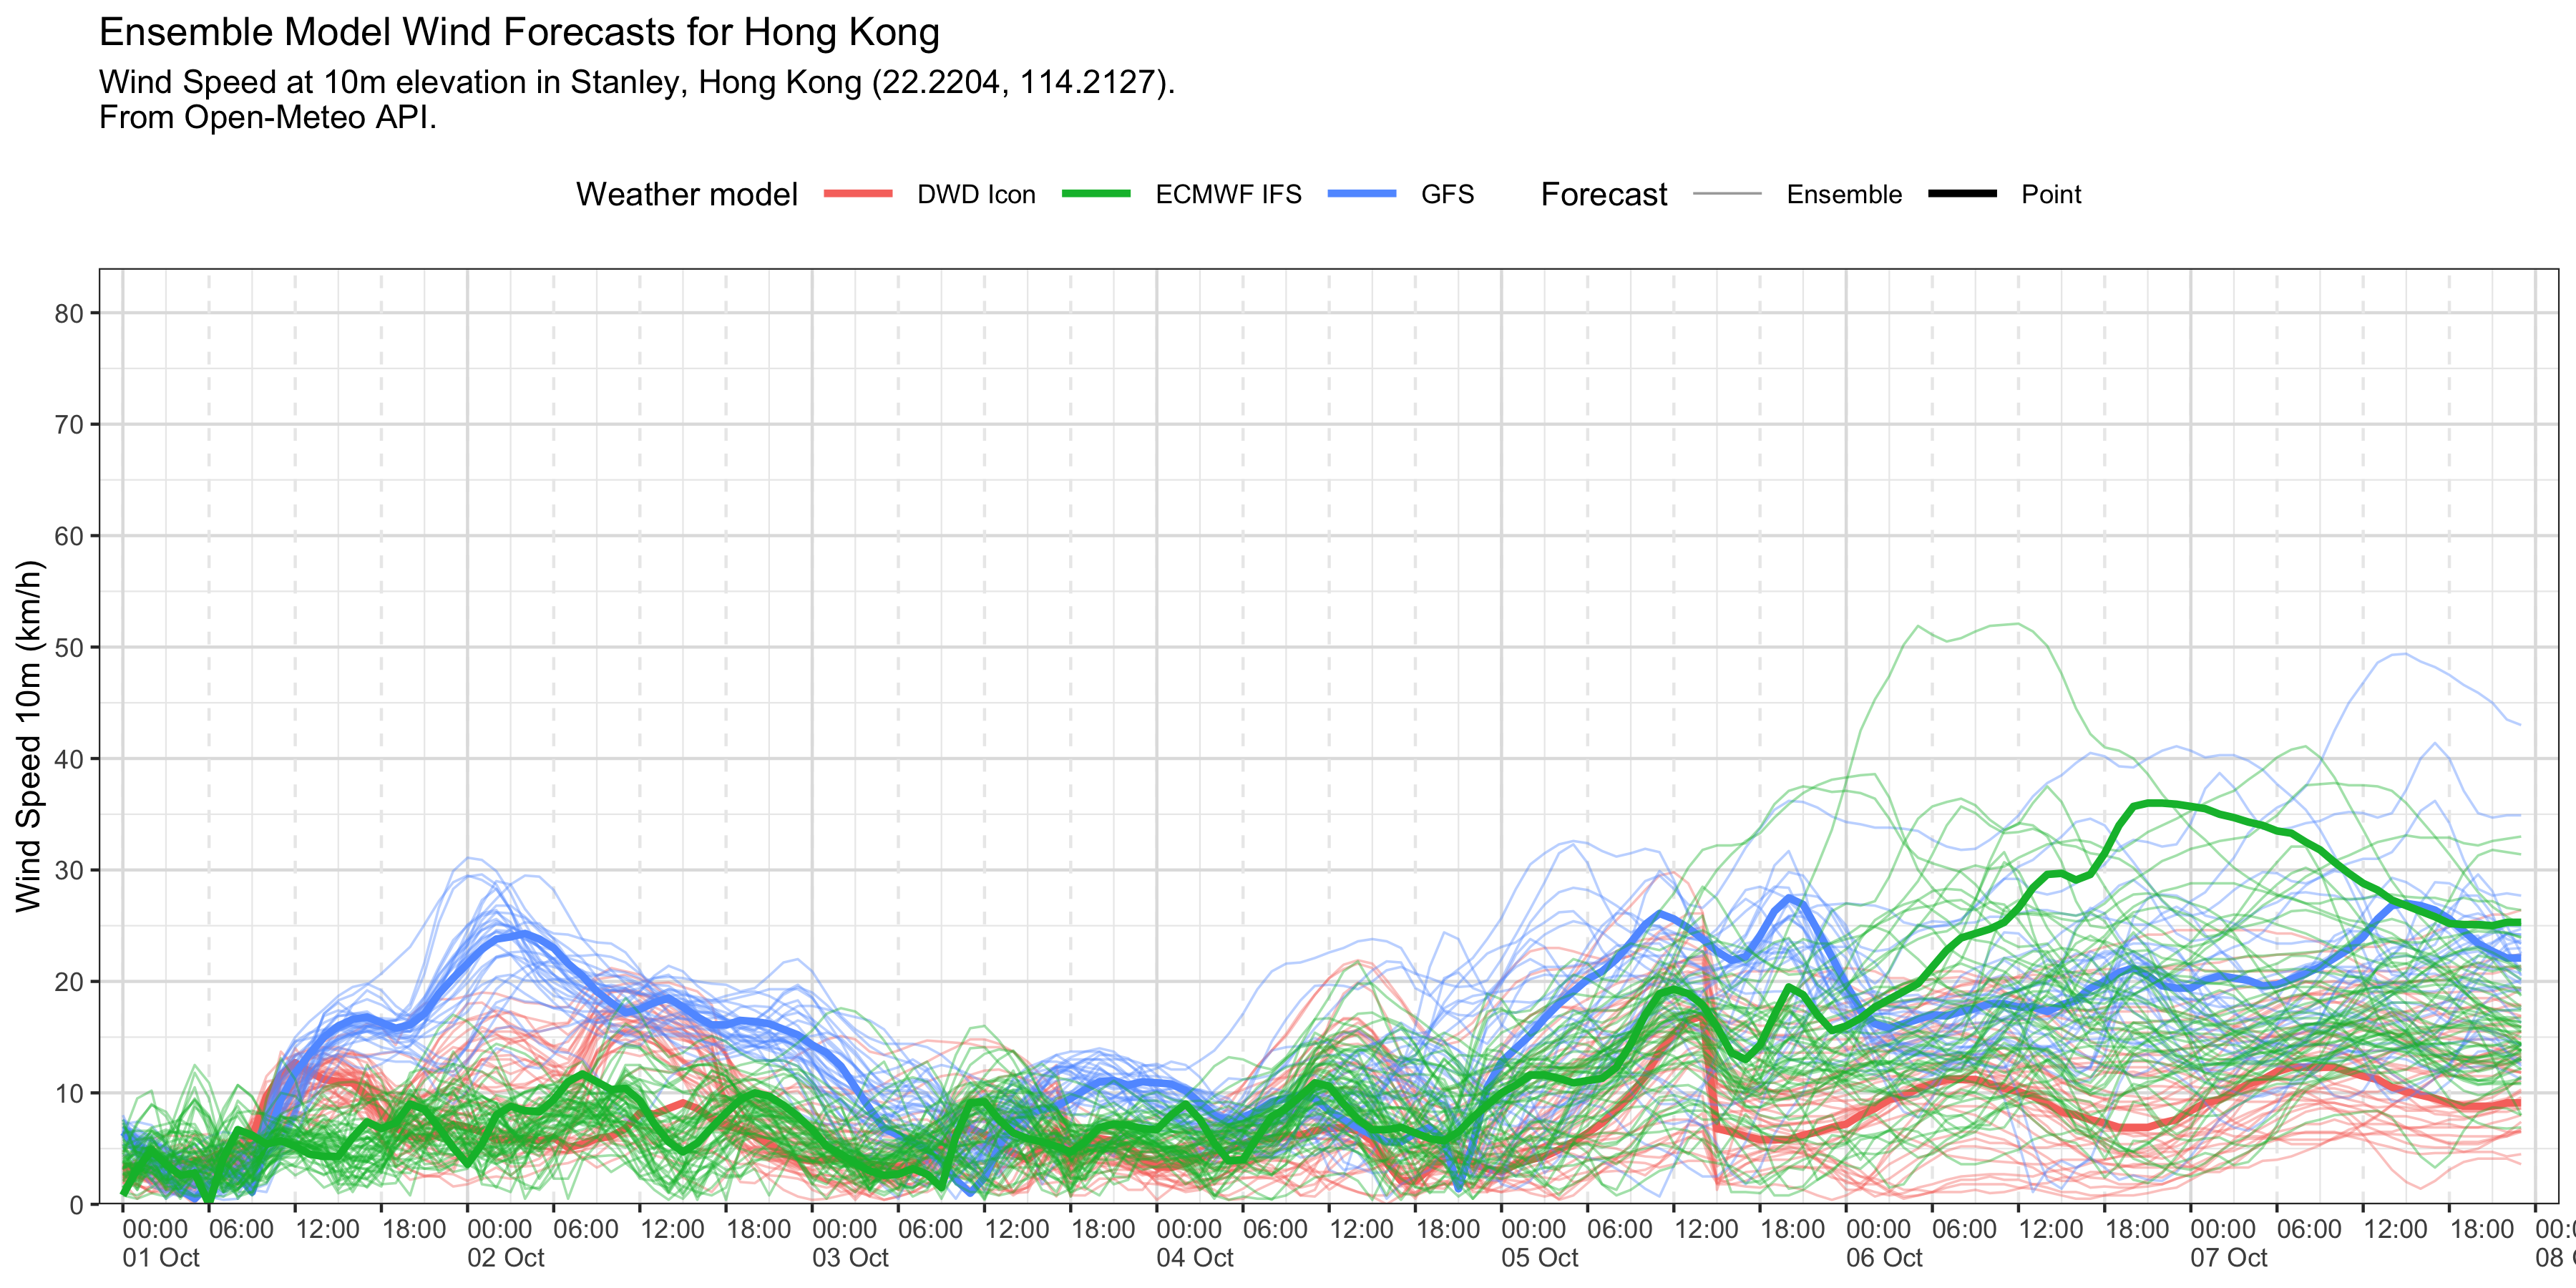 Ensemble Model Wind Forecasts for Hong Kong
Wind Speed at 10m elevation in Stanley, Hong Kong (22.2204, 114.2127).
From Open-Meteo API.
Weather model DWD Icon ECMWF IFS GFS Forecast Ensemble Point
Wind Speed 10m (km/h)
80
70
60
50
40
30
20
10
0
00:00 06:00 12:00 18:00 00:00 06:00 12:00 18:00 00:00 06:00 12:00 18:00 00:00 06:00 12:00 18:00 00:00 06:00 12:00 18:00 00:00 06:00 12:00 18:00 00:00 06:00 12:00 18:00
01 Oct 02 Oct 03 Oct 04 Oct 05 Oct 06 Oct 07 Oct 08